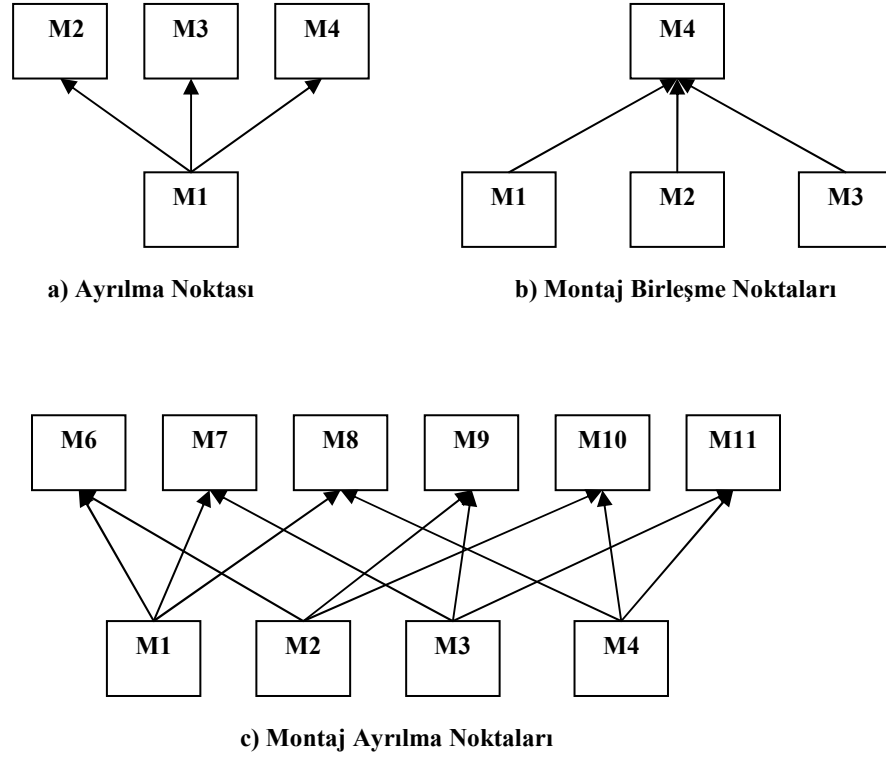 M2 M3 M4
M4
M1
M1 M2 M3
a) Ayrılma Noktası
b) Montaj Birleşme Noktaları
M6 M7 M8 M9 M10 M11
M1 M2 M3 M4
c) Montaj Ayrılma Noktaları